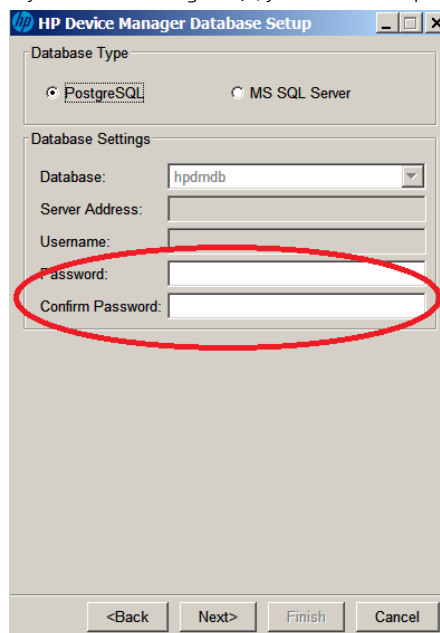 HP Device Manager Database Setup
Database Type
PostgreSQL
MS SQL Server
Database Settings
Database:
hpdmdb
Server Address:
Username:
Password:
Confirm Password:
<Back
Next>
Finish
Cancel